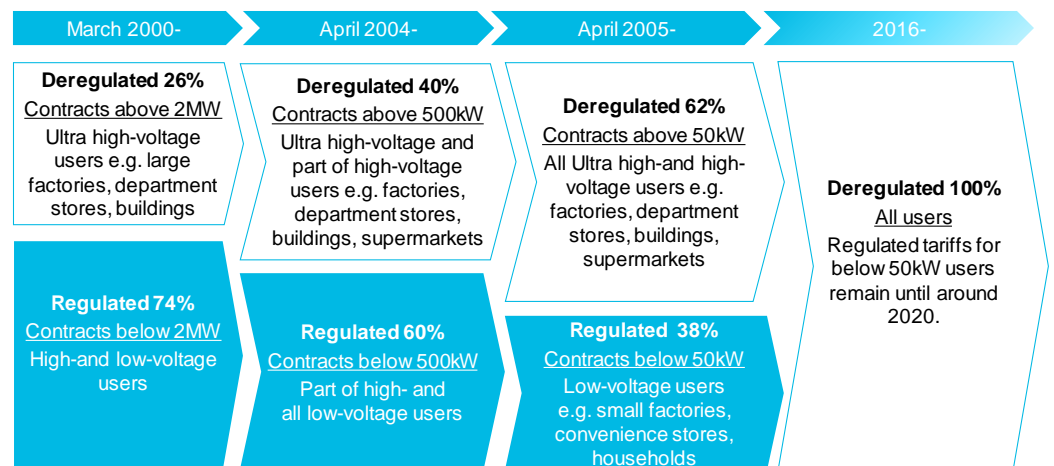 March 2000-
April 2004-
April 2005-
2016-
Deregulated 26%
Contracts above 2MW
Ultra high-voltage
users e.g. large
factories, department
stores, buildings
Regulated 74%
Contracts below 2MW
High-and low-voltage
users
Deregulated 40%
Contracts above 500kW
Ultra high-voltage and
part of high-voltage
users e.g. factories,
department stores,
buildings, supermarkets
Regulated 60%
Contracts below 500kW
Part of high- and
all low-voltage users
Deregulated 62%
Contracts above 50kW
All Ultra high-and high-
voltage users e.g.
factories, department
stores, buildings,
supermarkets
Regulated 38%
Contracts below 50kW
Low-voltage users
e.g. small factories,
convenience stores,
households
Deregulated 100%
All users
Regulated tariffs for
below 50kW users
remain until around
2020.